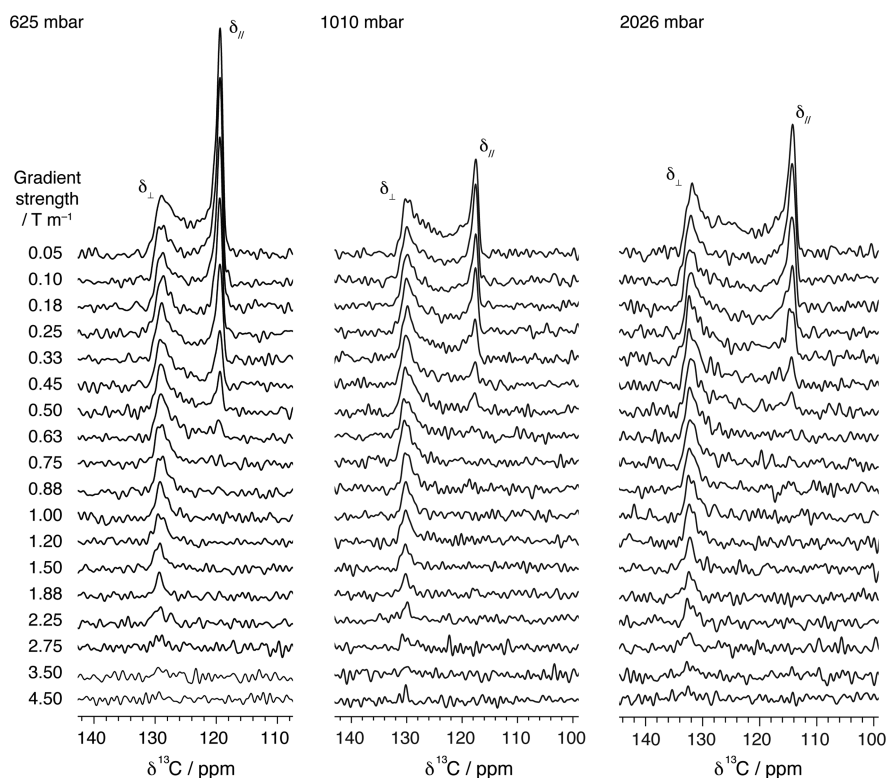 625 mbar
1010 mbar
2026 mbar
δ//
δ//
δ//
δ⊥
δ⊥
δ⊥
Gradient
strength
/ T m⁻¹
0.05
0.10
0.18
0.25
0.33
0.45
0.50
0.63
0.75
0.88
1.00
1.20
1.50
1.88
2.25
2.75
3.50
4.50
140 130 120 110
140 130 120 110 100
140 130 120 110 100
δ ¹³C / ppm
δ ¹³C / ppm
δ ¹³C / ppm